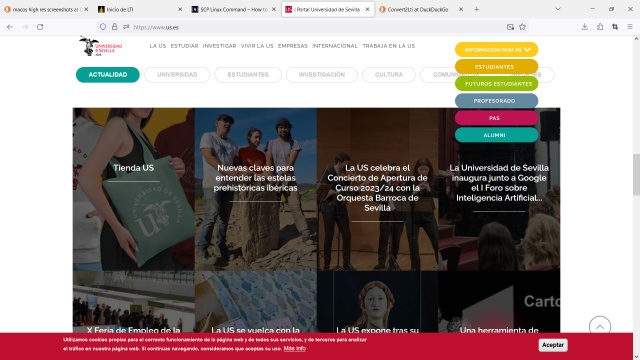 macos high res screenshots at D
Inicio de LTI
SCP Linux Command – How to
Portal Universidad de Sevilla
Convert2(i) at DuckDuckGo
https://www.us.es
UNIVERSIDAD
DE SEVILLA
LA US ESTUDIAR INVESTIGAR VIVIR LA US EMPRESAS INTERNACIONAL TRABAJA EN LA US
INFORMACIÓN PARA MÍ
ESTUDIANTES
FUTUROS ESTUDIANTES
PROFESORADO
PAS
ALUMNI
ACTUALIDAD
UNIVERSIDAD
ESTUDIANTES
INVESTIGACIÓN
CULTURA
Tienda US
Nuevas claves para
entender las estelas
prehistóricas ibéricas
La US celebra el
Concierto de Apertura de
Curso 2023/24 con la
Orquesta Barroca de
Sevilla
La Universidad de Sevilla
inaugura junto a Google
el I Foro sobre
Inteligencia Artificial...
X Feria de Empleo de la
La US se vuelca con la
La US expone tras su
Una herramienta de
Carto
Utilizamos cookies propias para el correcto funcionamiento de la página web y de todos sus servicios, y de terceros para analizar
el tráfico en nuestra página web. Si continúas navegando, consideramos que aceptas su uso. Más info
Aceptar